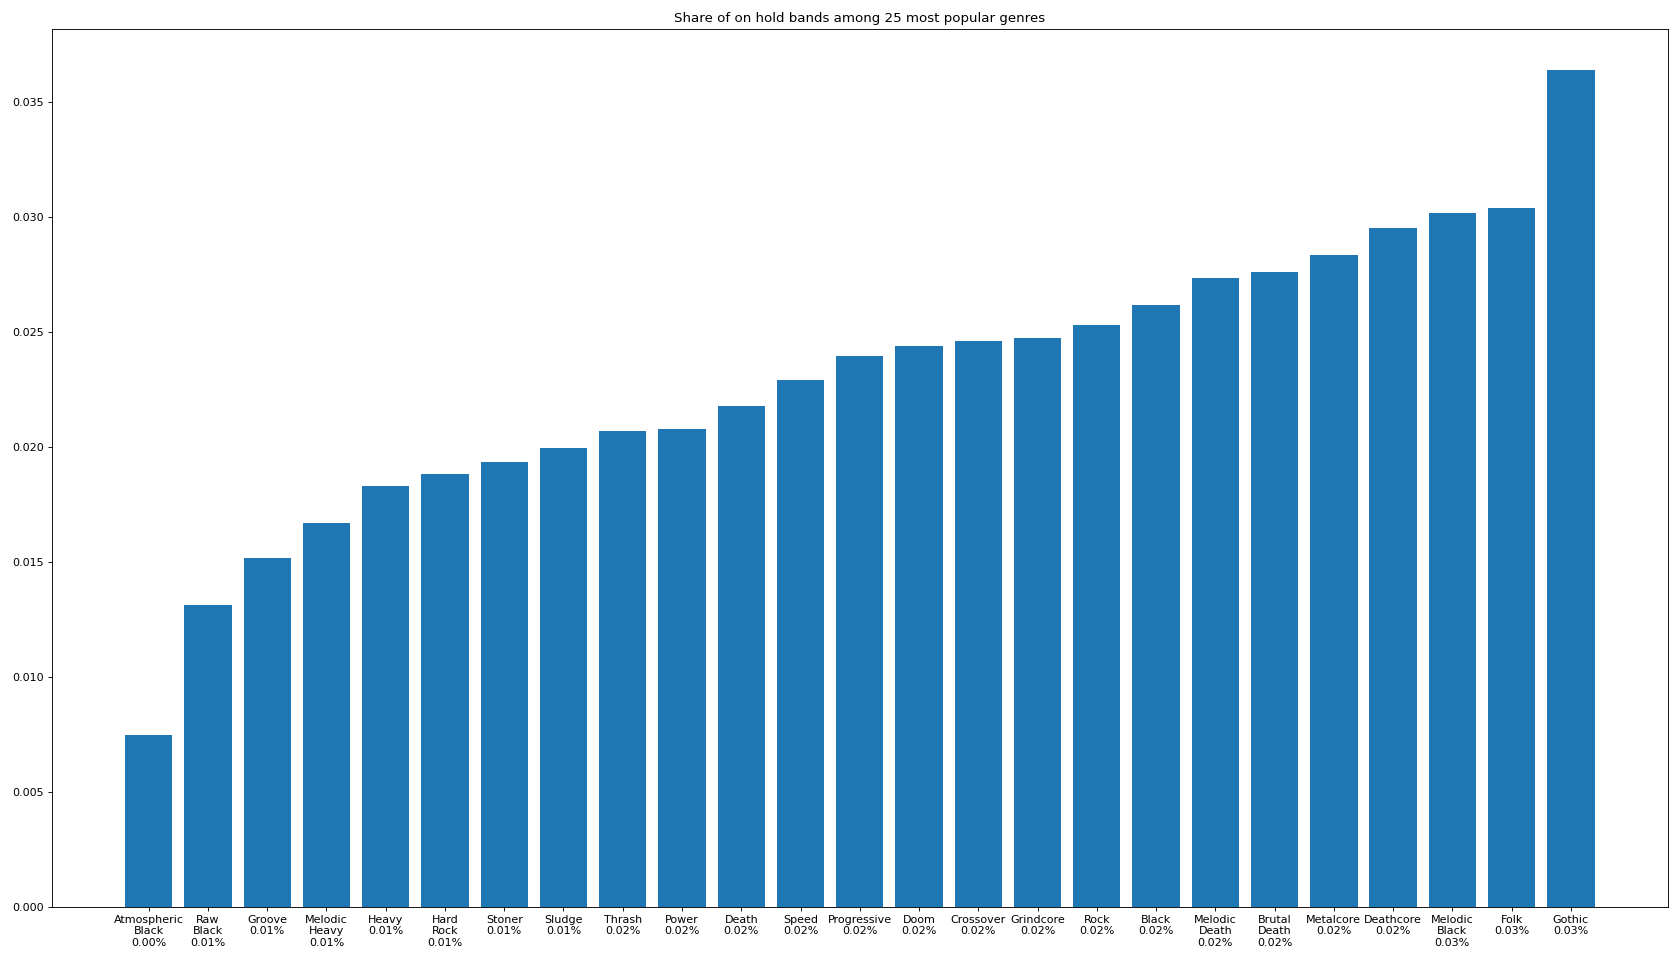 Share of on hold bands among 25 most popular genres
0.035
0.030
0.025
0.020
0.015
0.010
0.005
0.000
Atmospheric
Black
0.00%
Raw
Black
0.01%
Groove
0.01%
Melodic
Heavy
0.01%
Heavy
0.01%
Hard
Rock
0.01%
Stoner
0.01%
Sludge
0.01%
Thrash
0.02%
Power
0.02%
Death
0.02%
Speed
0.02%
Progressive
0.02%
Doom
0.02%
Crossover
0.02%
Grindcore
0.02%
Rock
0.02%
Black
0.02%
Melodic
Death
0.02%
Brutal
Death
0.02%
Metalcore
0.02%
Deathcore
0.02%
Melodic
Black
0.03%
Folk
0.03%
Gothic
0.03%